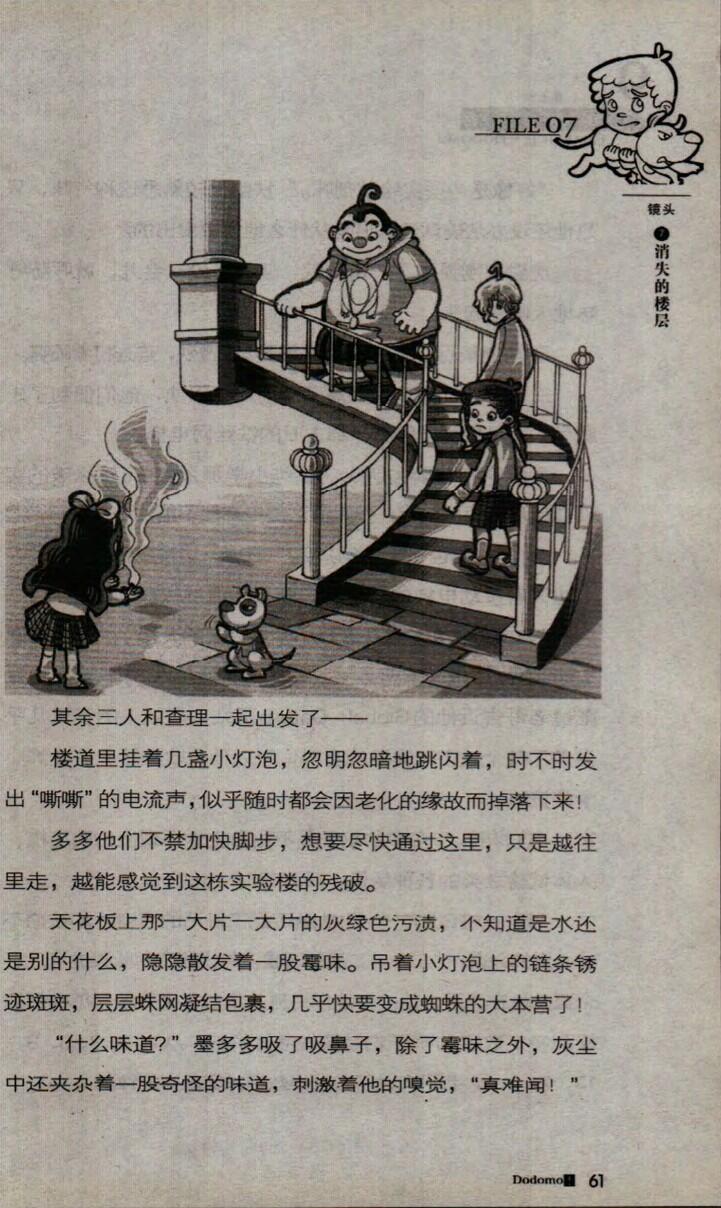 FILE 07
镜头
❼消失的楼层
其余三人和查理一起出发了——
楼道里挂着几盏小灯泡，忽明忽暗地跳闪着，时不时发
出“嘶嘶”的电流声，似乎随时都会因老化的缘故而掉落下来！
多多他们不禁加快脚步，想要尽快通过这里，只是越往
里走，越能感觉到这栋实验楼的残破。
天花板上那一大片一大片的灰绿色污渍，不知道是水还
是别的什么，隐隐散发着一股霉味。吊着小灯泡上的链条锈
迹斑斑，层层蛛网凝结包裹，几乎快要变成蜘蛛的大本营了！
“什么味道？”墨多多吸了吸鼻子，除了霉味之外，灰尘
中还夹杂着一股奇怪的味道，刺激着他的嗅觉，“真难闻！”
Dodomo! 61